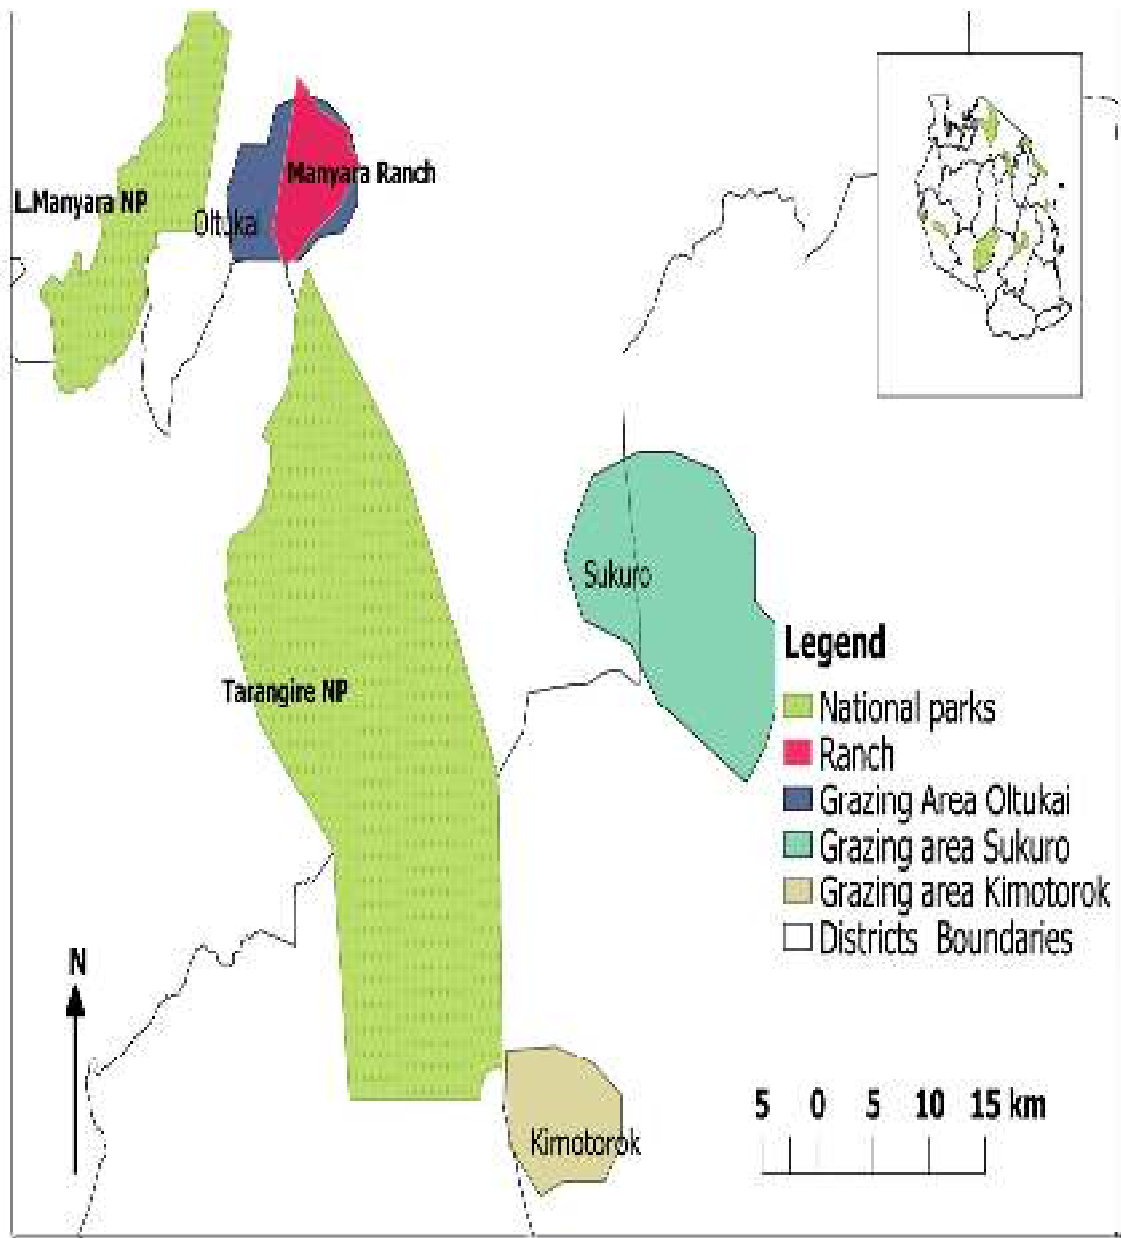 Manyara Ranch
L.Manyara NP
Oltuka
Sukuro
Tarangire NP
Legend
National parks
Ranch
Grazing Area Oltukai
Grazing area Sukuro
Grazing area Kimotorok
Districts Boundaries
N
5 0 5 10 15 km
Kimotorok